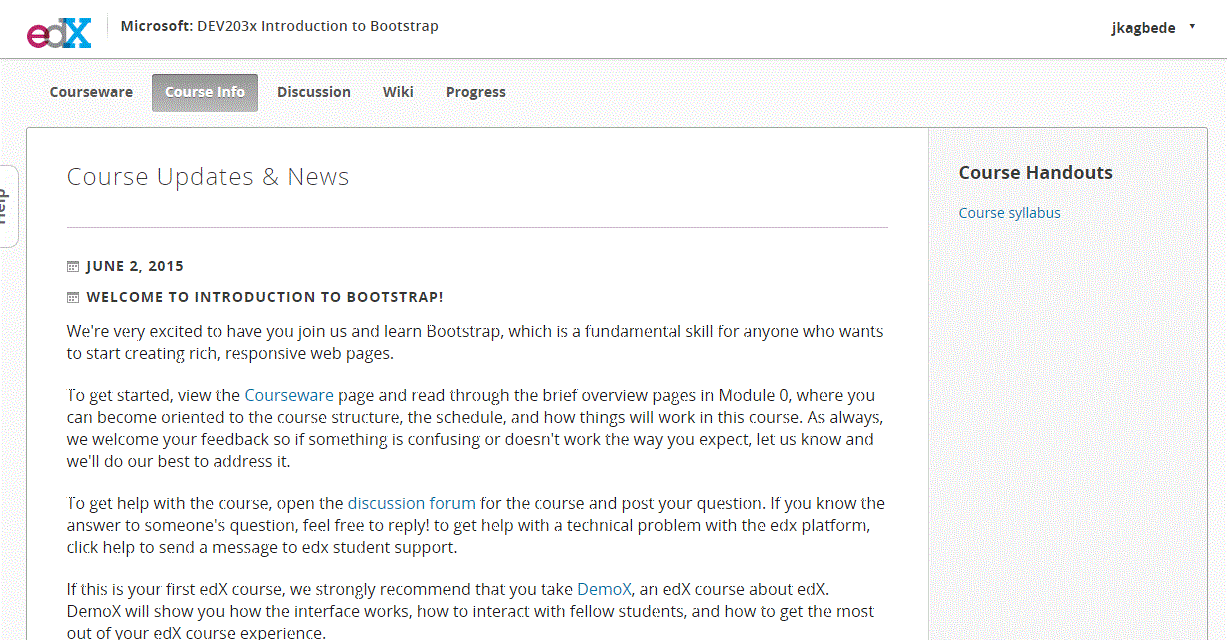 edX
Microsoft: DEV203x Introduction to Bootstrap
jkagbede
Courseware
Course Info
Discussion
Wiki
Progress
Help
Course Updates & News
JUNE 2, 2015
WELCOME TO INTRODUCTION TO BOOTSTRAP!
We're very excited to have you join us and learn Bootstrap, which is a fundamental skill for anyone who wants
to start creating rich, responsive web pages.
To get started, view the Courseware page and read through the brief overview pages in Module 0, where you
can become oriented to the course structure, the schedule, and how things will work in this course. As always,
we welcome your feedback so if something is confusing or doesn't work the way you expect, let us know and
we'll do our best to address it.
To get help with the course, open the discussion forum for the course and post your question. If you know the
answer to someone's question, feel free to reply! to get help with a technical problem with the edx platform,
click help to send a message to edx student support.
If this is your first edX course, we strongly recommend that you take DemoX, an edX course about edX.
DemoX will show you how the interface works, how to interact with fellow students, and how to get the most
out of your edX course experience.
Course Handouts
Course syllabus